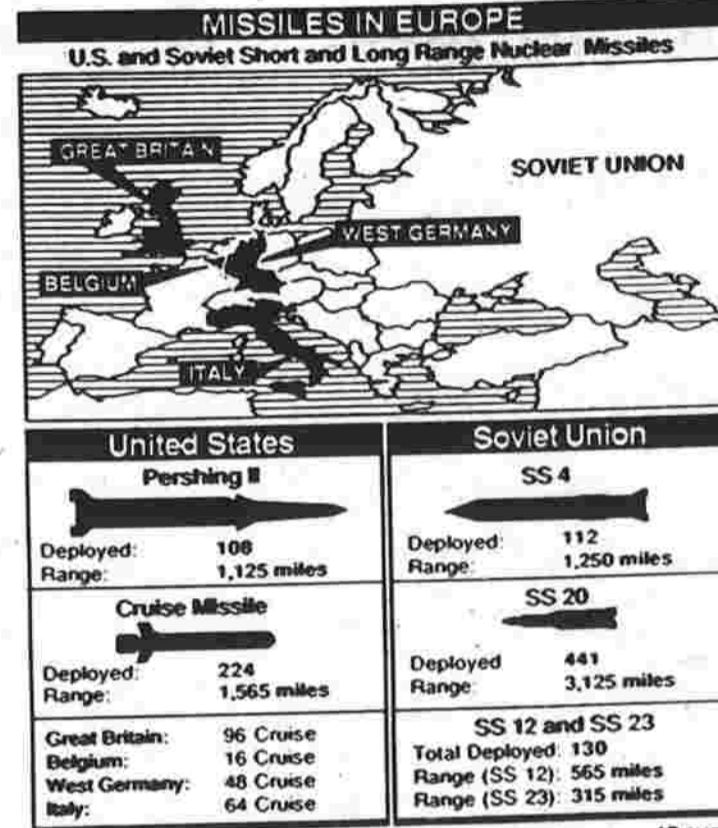 MISSILES IN EUROPE
U.S. and Soviet Short and Long Range Nuclear Missiles
GREAT BRITAIN
SOVIET UNION
WEST GERMANY
BELGIUM
ITALY
United States
Pershing II
Deployed: 108
Range: 1,125 miles
Cruise Missile
Deployed: 224
Range: 1,565 miles
Great Britain: 96 Cruise
Belgium: 16 Cruise
West Germany: 48 Cruise
Italy: 64 Cruise
Soviet Union
SS 4
Deployed: 112
Range: 1,250 miles
SS 20
Deployed 441
Range: 3,125 miles
SS 12 and SS 23
Total Deployed: 130
Range (SS 12): 565 miles
Range (SS 23): 315 miles